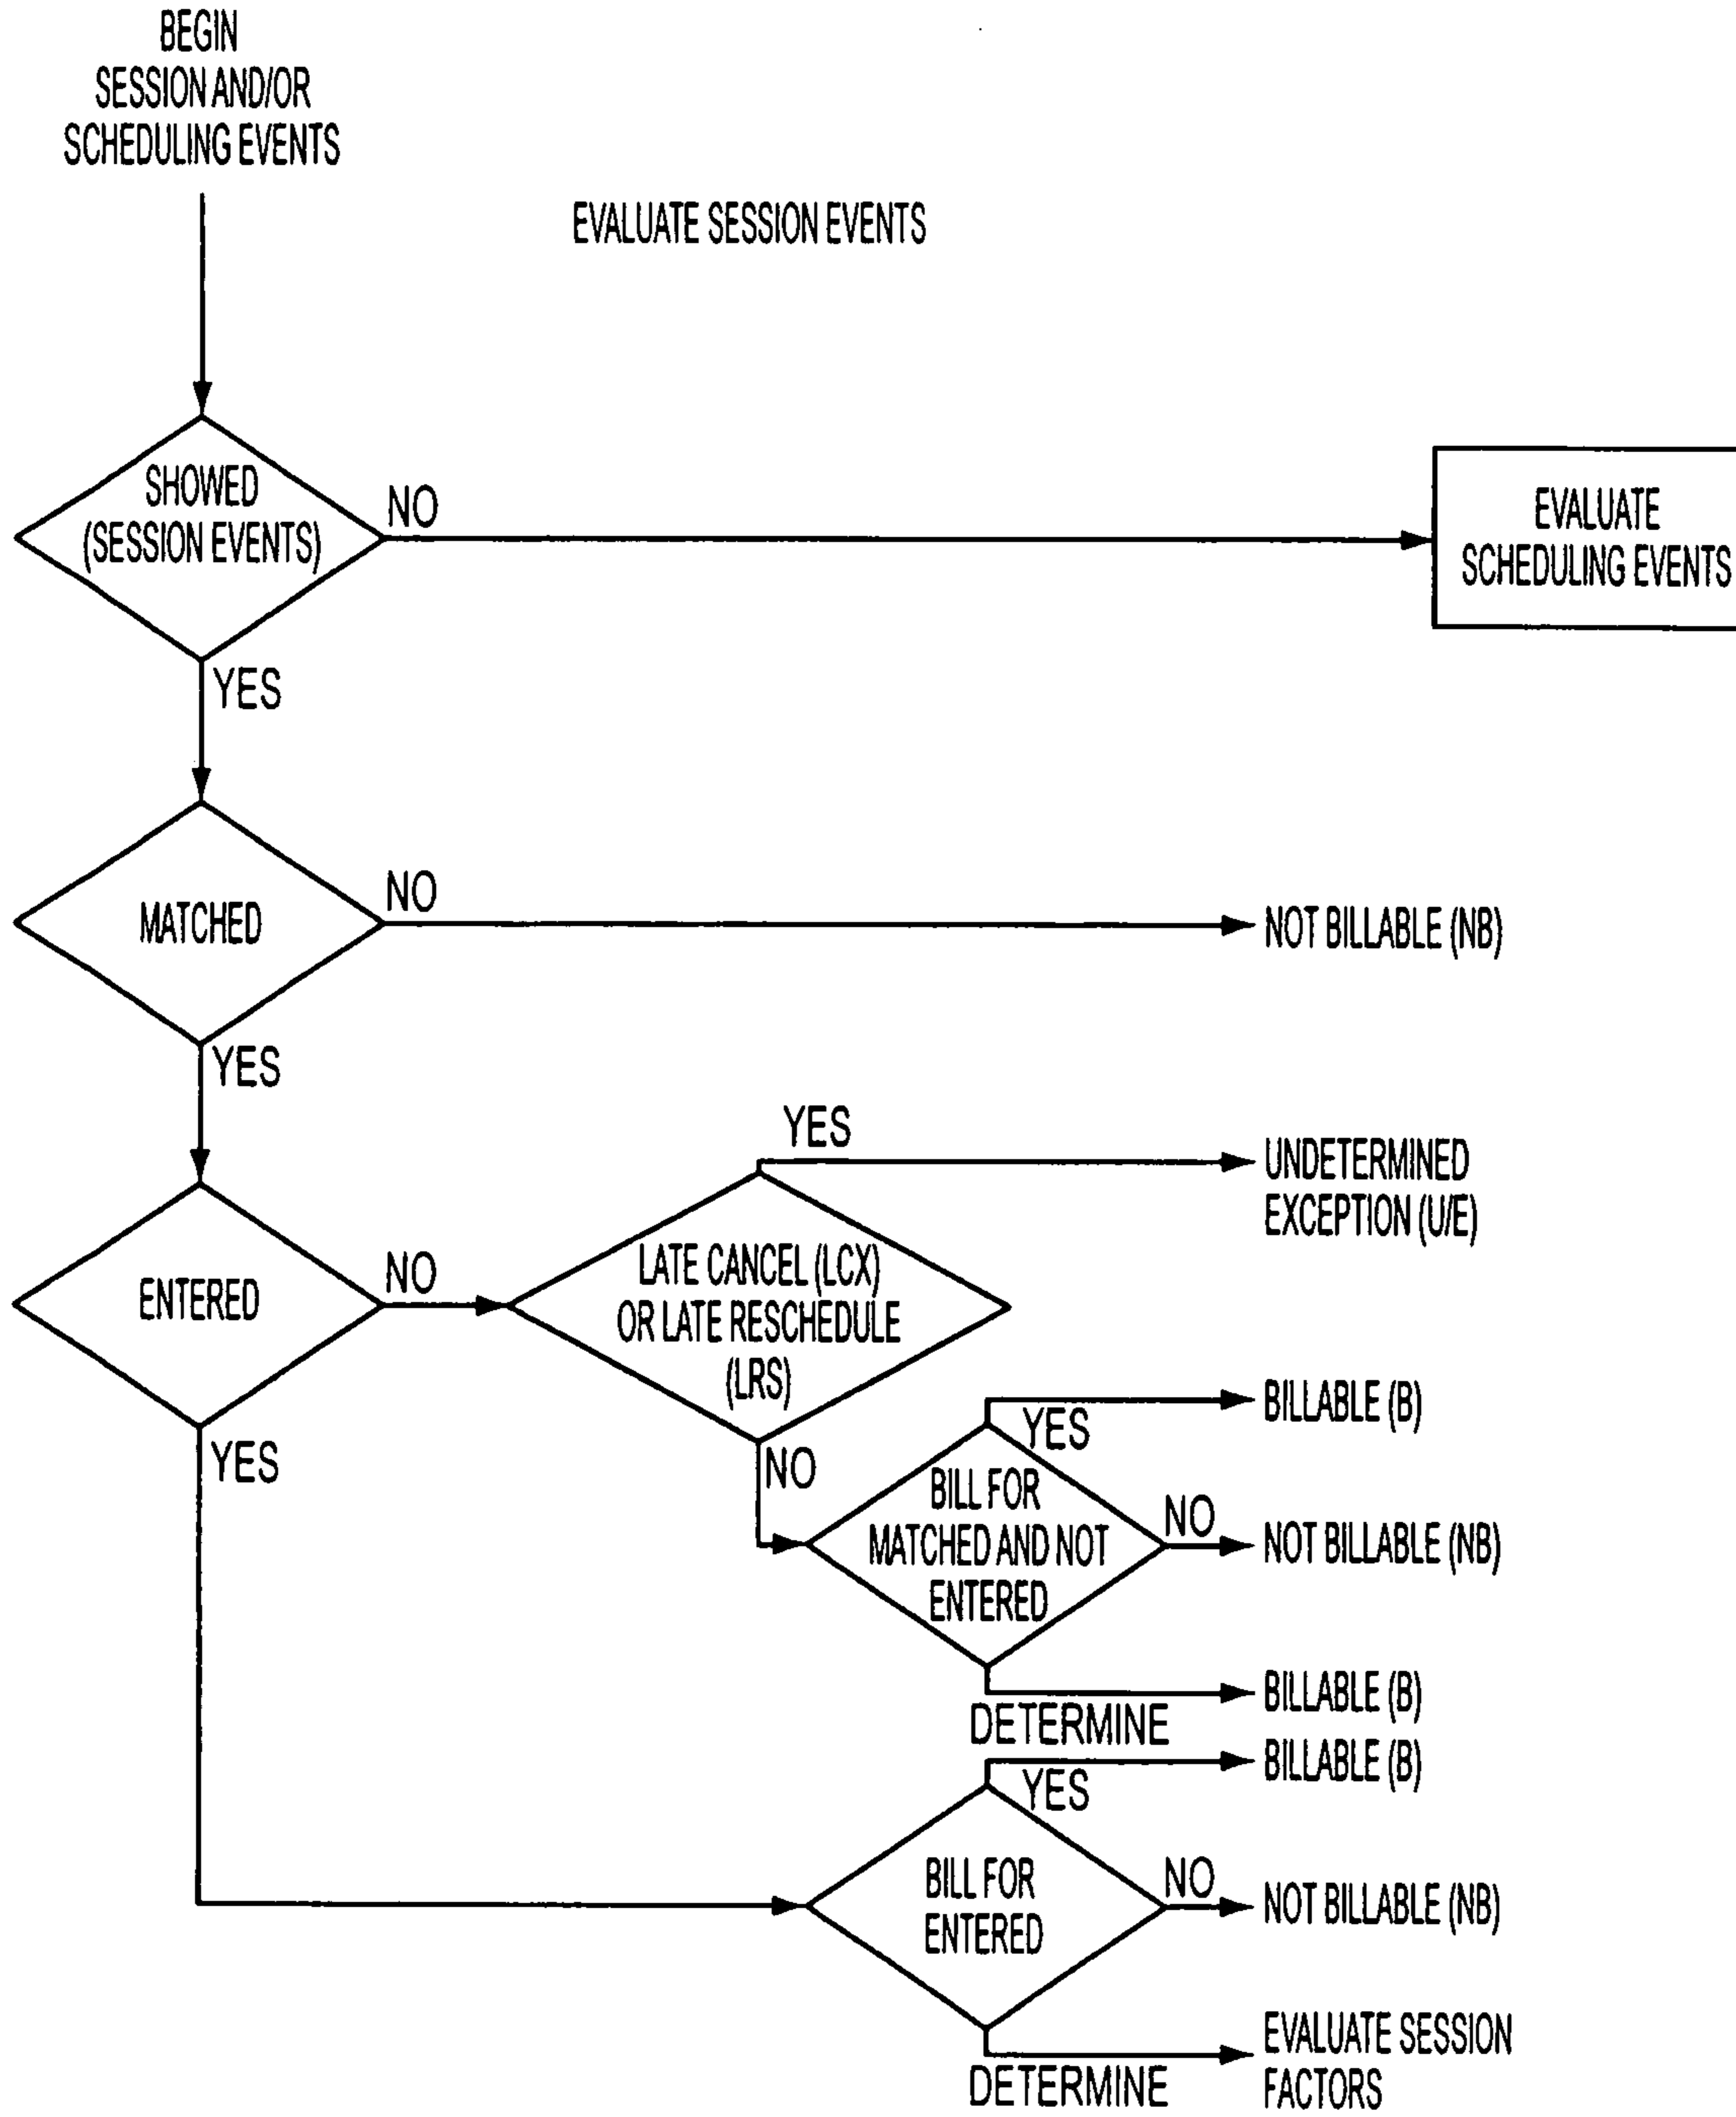 BEGIN
SESSION AND/OR
SCHEDULING EVENTS
EVALUATE SESSION EVENTS
SHOWED
(SESSION EVENTS)
NO
EVALUATE
SCHEDULING EVENTS
YES
MATCHED
NO
NOT BILLABLE (NB)
YES
ENTERED
NO
LATE CANCEL (LCX)
OR LATE RESCHEDULE
(LRS)
YES
UNDETERMINED
EXCEPTION (U/E)
NO
BILL FOR
MATCHED AND NOT
ENTERED
YES
BILLABLE (B)
NO
NOT BILLABLE (NB)
DETERMINE
BILLABLE (B)
YES
BILL FOR
ENTERED
YES
BILLABLE (B)
NO
NOT BILLABLE (NB)
DETERMINE
EVALUATE SESSION
FACTORS